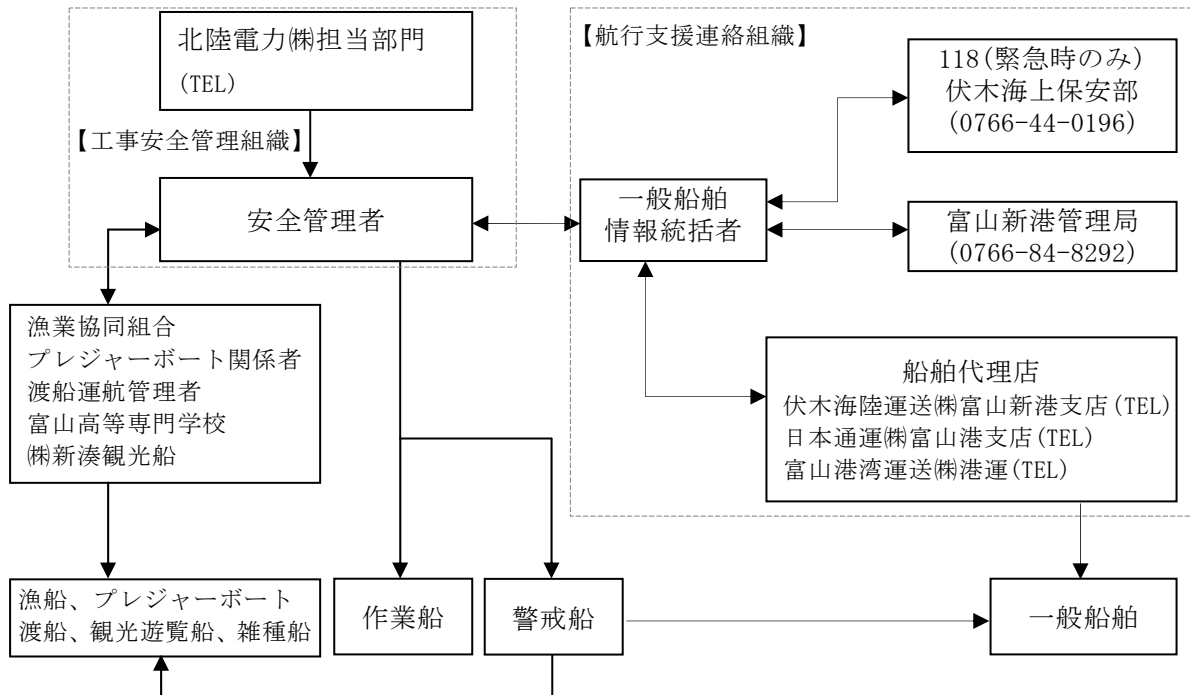 北陸電力㈱担当部門
(TEL)
【工事安全管理組織】
安全管理者
【航行支援連絡組織】
118(緊急時のみ)
伏木海上保安部
(0766-44-0196)
一般船舶
情報統括者
富山新港管理局
(0766-84-8292)
漁業協同組合
プレジャーボート関係者
渡船運航管理者
富山高等専門学校
㈱新湊観光船
船舶代理店
伏木海陸運送㈱富山新港支店(TEL)
日本通運㈱富山港支店(TEL)
富山港湾運送㈱港運(TEL)
漁船、プレジャーボート
渡船、観光遊覧船、雑種船
作業船
警戒船
一般船舶